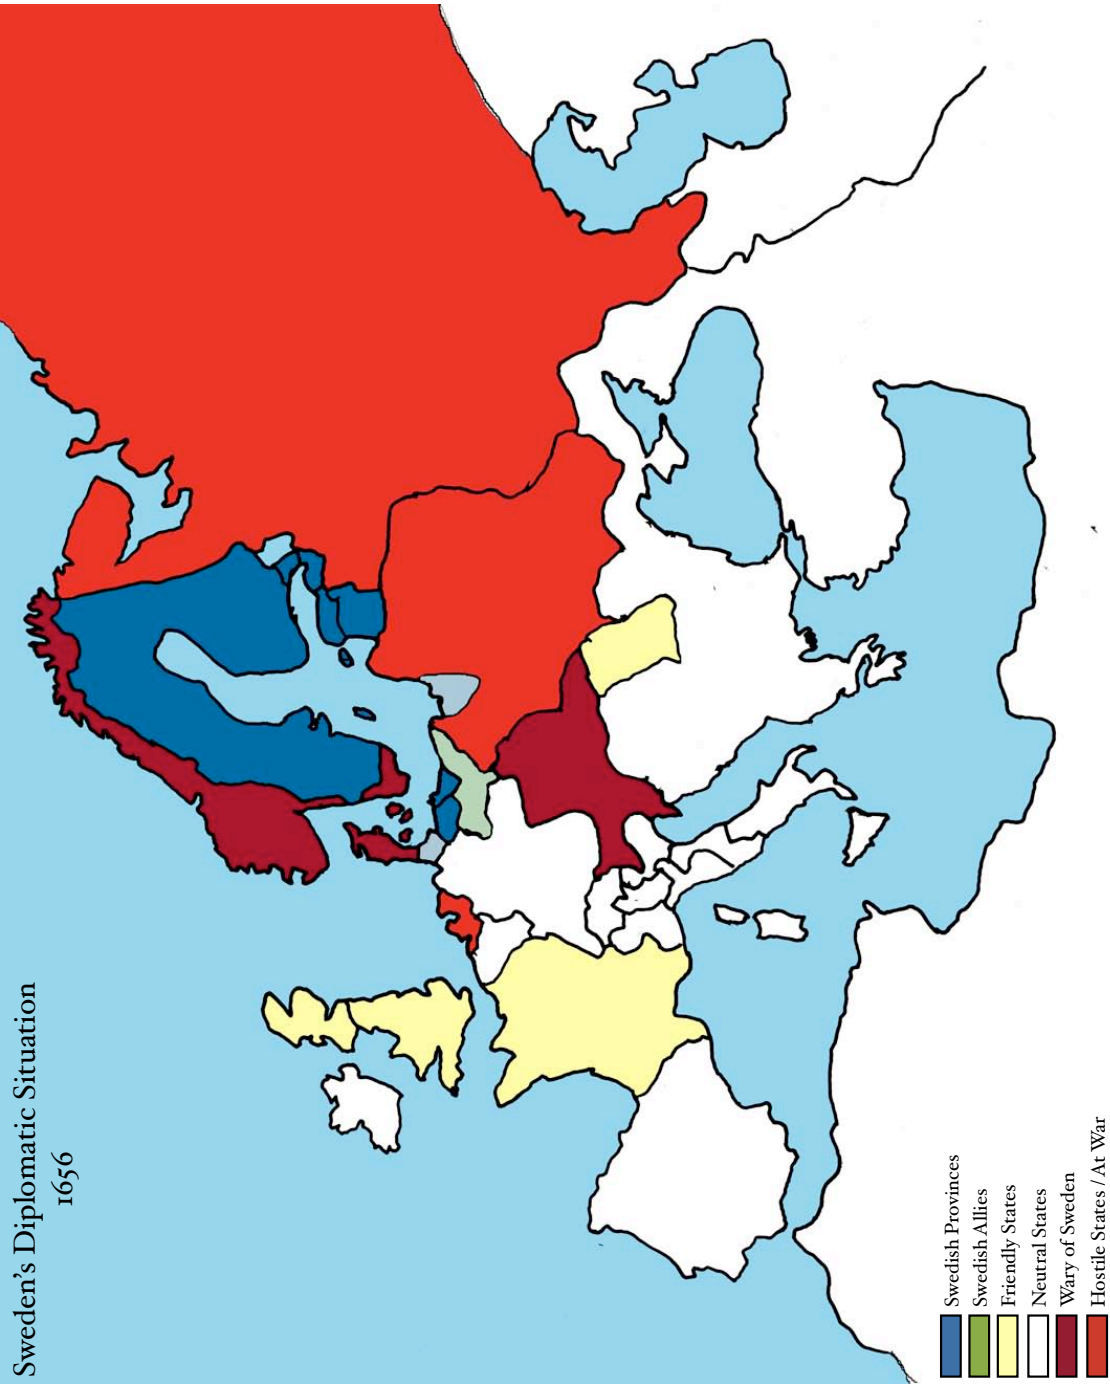 Sweden's Diplomatic Situation
1656
Swedish Provinces
Swedish Allies
Friendly States
Neutral States
Wary of Sweden
Hostile States / At War